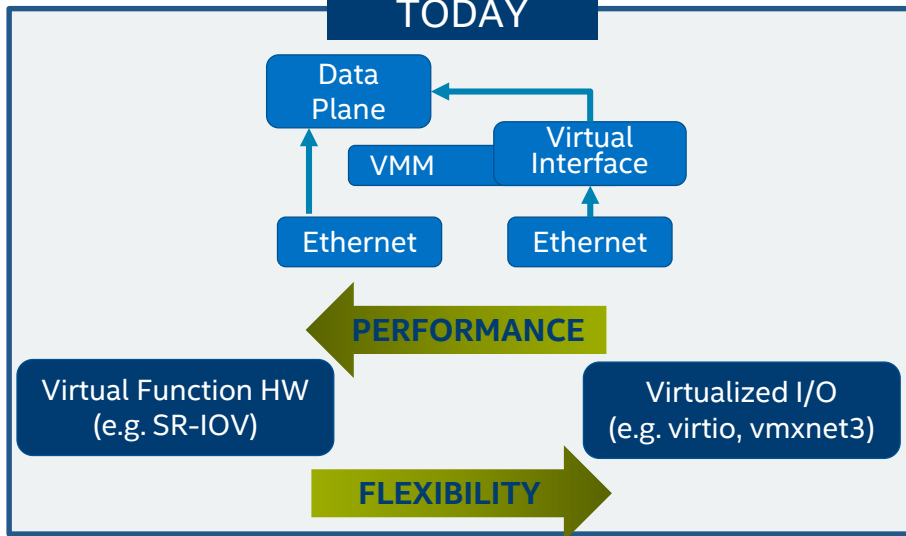 TODAY
Data
Plane
Virtual
Interface
VMM
Ethernet
Ethernet
PERFORMANCE
Virtual Function HW
(e.g. SR-IOV)
Virtualized I/O
(e.g. virtio, vmxnet3)
FLEXIBILITY